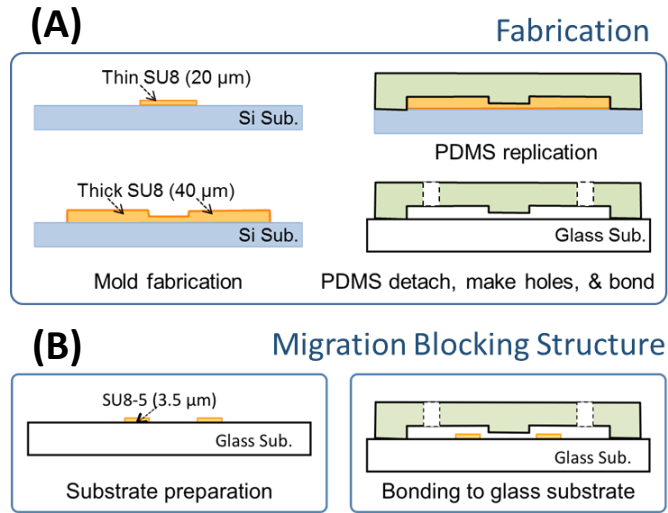 (A)
Fabrication
Thin SU8 (20 µm)
Si Sub.
PDMS replication
Thick SU8 (40 µm)
Si Sub.
Glass Sub.
Mold fabrication
PDMS detach, make holes, & bond
(B)
Migration Blocking Structure
SU8-5 (3.5 µm)
Glass Sub.
Substrate preparation
Glass Sub.
Bonding to glass substrate